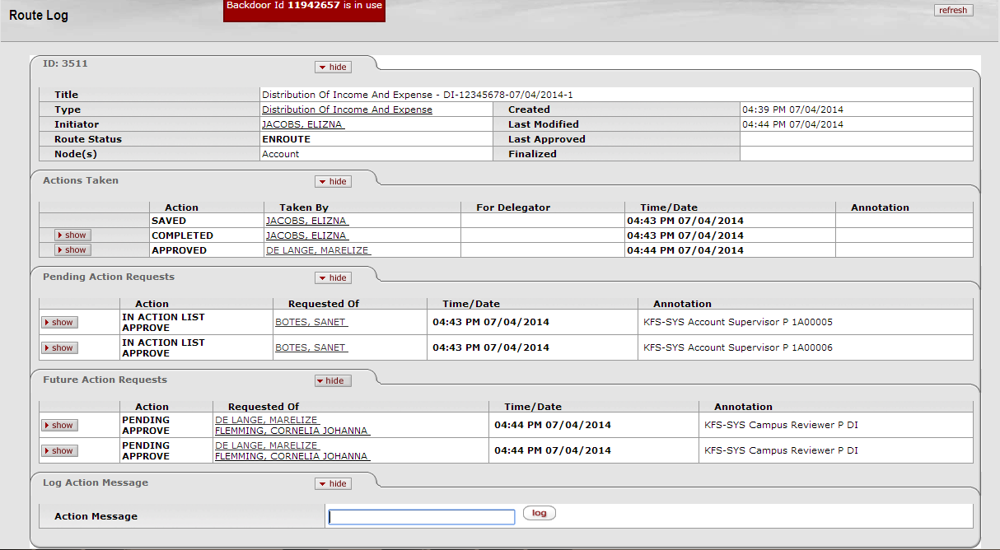 Route Log
Backdoor Id 11942657 is in use
refresh
ID: 3511
hide
Title Distribution Of Income And Expense - DI-12345678-07/04/2014-1
Type Distribution Of Income And Expense Created 04:39 PM 07/04/2014
Initiator JACOBS, ELIZNA Last Modified 04:44 PM 07/04/2014
Route Status ENROUTE Last Approved
Node(s) Account Finalized
Actions Taken
hide
Action Taken By For Delegator Time/Date Annotation
SAVED JACOBS, ELIZNA 04:43 PM 07/04/2014
show COMPLETED JACOBS, ELIZNA 04:43 PM 07/04/2014
show APPROVED DE LANGE, MARELIZE 04:44 PM 07/04/2014
Pending Action Requests
hide
Action Requested Of Time/Date Annotation
show IN ACTION LIST
APPROVE BOTES, SANET 04:43 PM 07/04/2014 KFS-SYS Account Supervisor P 1A00005
show IN ACTION LIST
APPROVE BOTES, SANET 04:43 PM 07/04/2014 KFS-SYS Account Supervisor P 1A00006
Future Action Requests
hide
Action Requested Of Time/Date Annotation
show PENDING
APPROVE DE LANGE, MARELIZE
FLEMMING, CORNELIA JOHANNA 04:44 PM 07/04/2014 KFS-SYS Campus Reviewer P DI
show PENDING
APPROVE DE LANGE, MARELIZE
FLEMMING, CORNELIA JOHANNA 04:44 PM 07/04/2014 KFS-SYS Campus Reviewer P DI
Log Action Message
hide
Action Message log